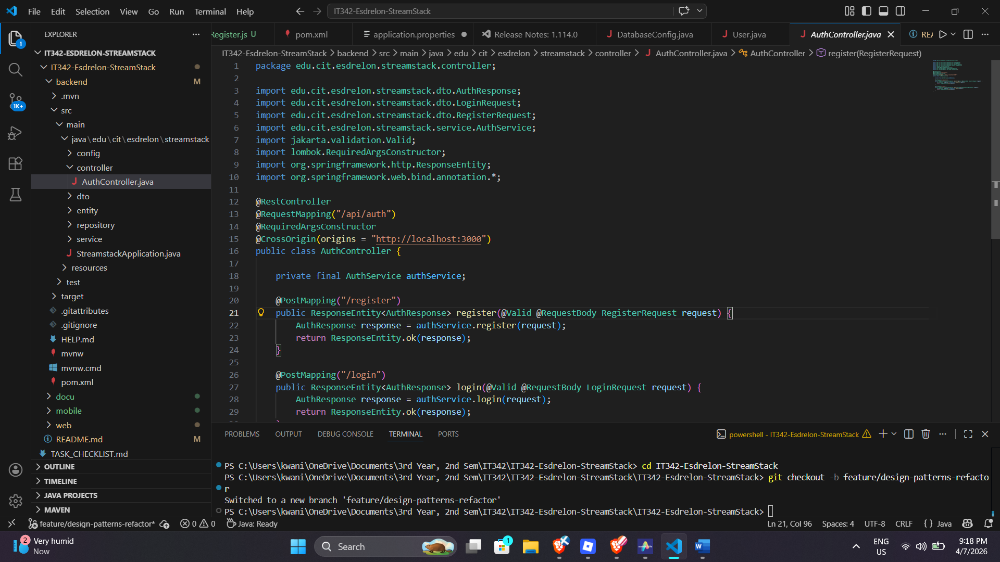 File Edit Selection View Go Run Terminal Help
IT342-Esdrelon-StreamStack
EXPLORER
Register.js U
pom.xml
application.properties
Release Notes: 1.114.0
DatabaseConfig.java
User.java
AuthController.java
REA
IT342-Esdrelon-StreamStack > backend > src > main > java > edu > cit > esdrelon > streamstack > controller > AuthController.java > AuthController > register(RegisterRequest)
1
1K+
IT342-ESDRELON-STREAMSTACK
IT342-Esdrelon-StreamStack
backend M
.mvn
src
main
java\edu\cit\esdrelon\streamstack
config
controller
AuthController.java
dto
entity
repository
service
StreamstackApplication.java
resources
test
target
.gitattributes
.gitignore
HELP.md
mvnw
mvnw.cmd
pom.xml
docu
mobile
web
README.md M
TASK_CHECKLIST.md
OUTLINE
TIMELINE
JAVA PROJECTS
MAVEN
1 package edu.cit.esdrelon.streamstack.controller;
2
3 import edu.cit.esdrelon.streamstack.dto.AuthResponse;
4 import edu.cit.esdrelon.streamstack.dto.LoginRequest;
5 import edu.cit.esdrelon.streamstack.dto.RegisterRequest;
6 import edu.cit.esdrelon.streamstack.service.AuthService;
7 import jakarta.validation.Valid;
8 import lombok.RequiredArgsConstructor;
9 import org.springframework.http.ResponseEntity;
10 import org.springframework.web.bind.annotation.*;
11
12 @RestController
13 @RequestMapping("/api/auth")
14 @RequiredArgsConstructor
15 @CrossOrigin(origins = "http://localhost:3000")
16 public class AuthController {
17
18 private final AuthService authService;
19
20 @PostMapping("/register")
21 public ResponseEntity<AuthResponse> register(@Valid @RequestBody RegisterRequest request) {
22 AuthResponse response = authService.register(request);
23 return ResponseEntity.ok(response);
24 }
25
26 @PostMapping("/login")
27 public ResponseEntity<AuthResponse> login(@Valid @RequestBody LoginRequest request) {
28 AuthResponse response = authService.login(request);
29 return ResponseEntity.ok(response);
PROBLEMS OUTPUT DEBUG CONSOLE TERMINAL PORTS
powershell - IT342-Esdrelon-StreamStack
PS C:\Users\kwani\OneDrive\Documents\3rd Year, 2nd Sem\IT342\IT342-Esdrelon-StreamStack> cd IT342-Esdrelon-StreamStack
PS C:\Users\kwani\OneDrive\Documents\3rd Year, 2nd Sem\IT342\IT342-Esdrelon-StreamStack\IT342-Esdrelon-StreamStack> git checkout -b feature/design-patterns-refacto
r
Switched to a new branch 'feature/design-patterns-refactor'
PS C:\Users\kwani\OneDrive\Documents\3rd Year, 2nd Sem\IT342\IT342-Esdrelon-StreamStack\IT342-Esdrelon-StreamStack>
feature/design-patterns-refactor* 0 0 Java: Ready
Ln 21, Col 96 Spaces: 4 UTF-8 CRLF {} Java
2
Very humid
Now
Search
1
ENG
US
9:18 PM
4/7/2026